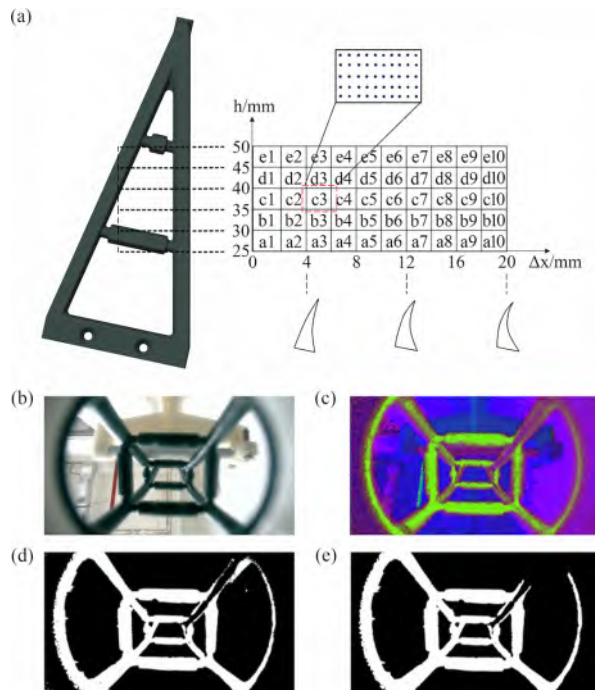 (a)
h/mm
50
e1 e2 e3 e4 e5 e6 e7 e8 e9 e10
45
d1 d2 d3 d4 d5 d6 d7 d8 d9 d10
40
c1 c2 c3 c4 c5 c6 c7 c8 c9 c10
35
b1 b2 b3 b4 b5 b6 b7 b8 b9 b10
30
a1 a2 a3 a4 a5 a6 a7 a8 a9 a10
25
0 4 12 20 Δx/mm
(b) (c)
(d) (e)